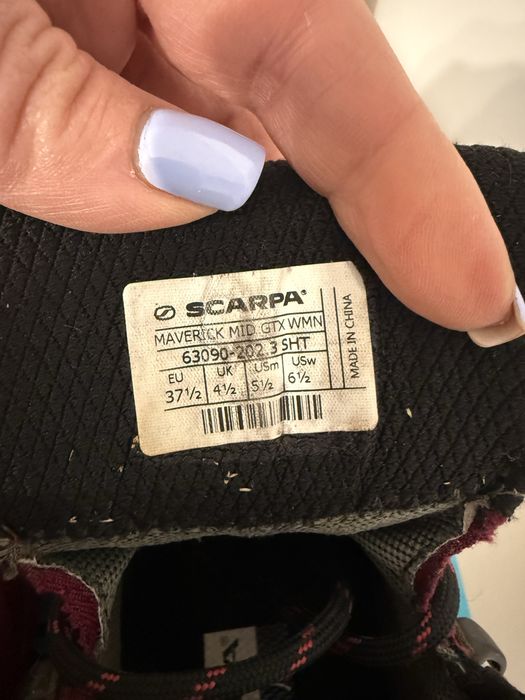 SCARPA
MAVERICK MID GTX WMN
63090-202.3 SHT
EU UK USm USw
37½ 4½ 5½ 6½
MADE IN CHINA